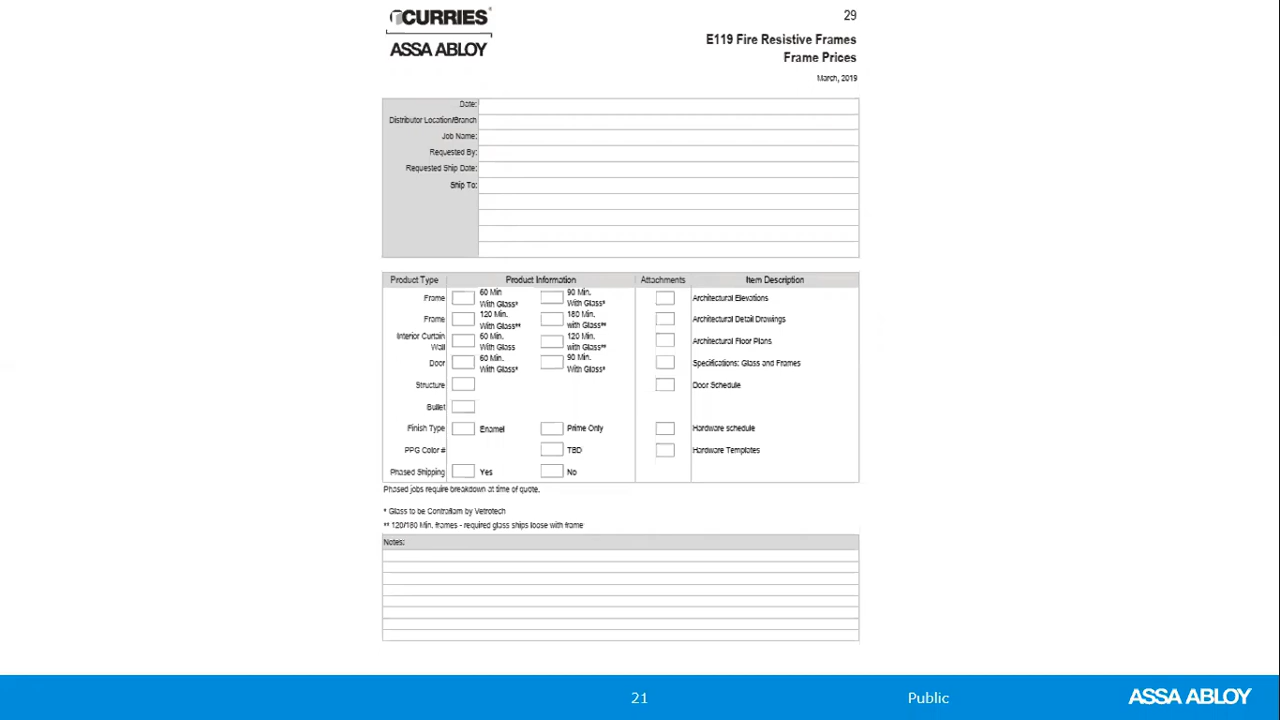 CURRIES®
ASSA ABLOY
29
E119 Fire Resistive Frames
Frame Prices
March, 2019
Date:
Distributor Location/Branch
Job Name:
Requested By:
Requested Ship Date:
Ship To:
Product Type Product Information Attachments Item Description
Frame 60 Min With Glass* 90 Min. With Glass* Architectural Elevations
Frame 120 Min. With Glass** 180 Min. with Glass** Architectural Detail Drawings
Interior Curtain Wall 60 Min. With Glass 120 Min. with Glass** Architectural Floor Plans
Door 60 Min. With Glass* 90 Min. With Glass* Specifications: Glass and Frames
Structure Door Schedule
Bullet
Finish Type Enamel Prime Only Hardware schedule
PPG Color # TBD Hardware Templates
Phased Shipping Yes No
Phased jobs require breakdown at time of quote.
* Glass to be Contraflam by Vetrotech
** 120/180 Min. frames - required glass ships loose with frame
Notes:
21 Public ASSA ABLOY